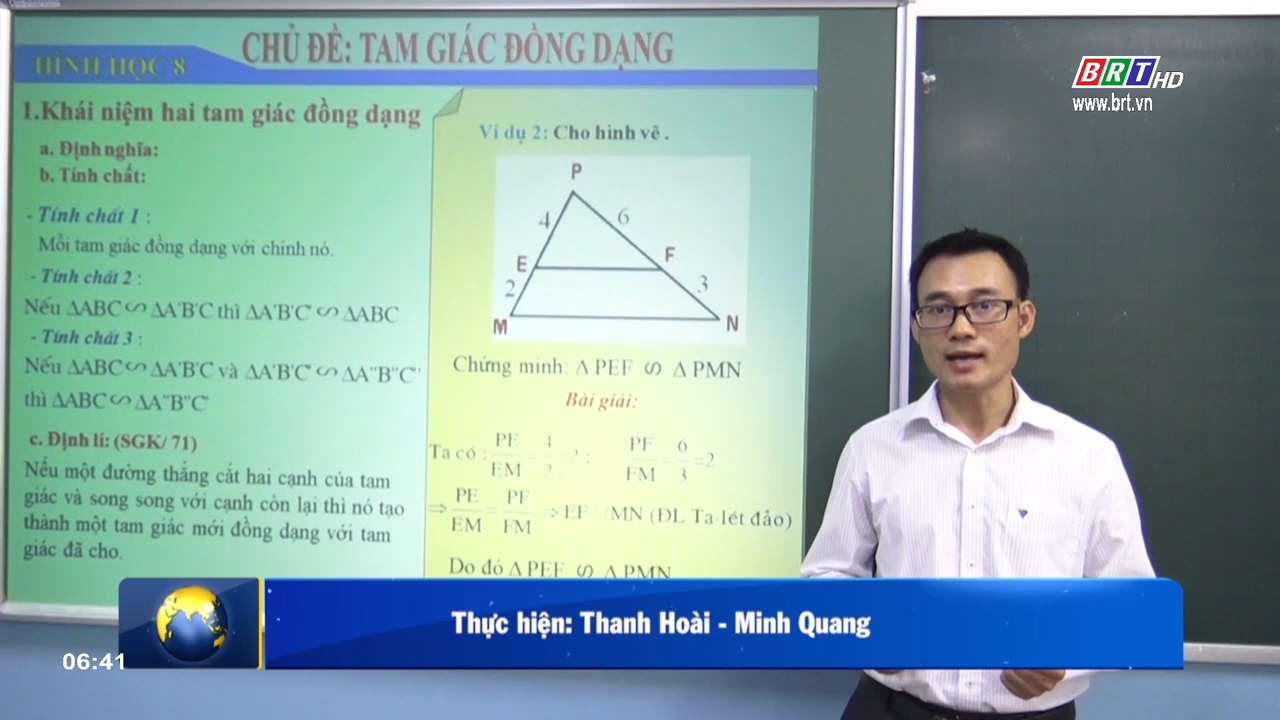 BRT HD
www.brt.vn
HÌNH HỌC 8
CHỦ ĐỀ: TAM GIÁC ĐỒNG DẠNG
1.Khái niệm hai tam giác đồng dạng
a. Định nghĩa:
b. Tính chất:
- Tính chất 1 :
Mỗi tam giác đồng dạng với chính nó.
- Tính chất 2 :
Nếu ΔABC ∽ ΔA'B'C' thì ΔA'B'C' ∽ ΔABC
- Tính chất 3 :
Nếu ΔABC ∽ ΔA'B'C' và ΔA'B'C' ∽ ΔA"B"C"
thì ΔABC ∽ ΔA"B"C"
c. Định lí: (SGK/ 71)
Nếu một đường thẳng cắt hai cạnh của tam
giác và song song với cạnh còn lại thì nó tạo
thành một tam giác mới đồng dạng với tam
giác đã cho.
Ví dụ 2: Cho hình vẽ .
P
4 6
E F
2 3
M N
Chứng minh: Δ PEF ∽ Δ PMN
Bài giải:
Ta có : PE/EM = 4/2 = 2 ; PF/FM = 6/3 =2
⇒ PE/EM = PF/FM ⇒ EF // MN (ĐL Ta-lét đảo)
Do đó Δ PEF ∽ Δ PMN
Thực hiện: Thanh Hoài - Minh Quang
06:41